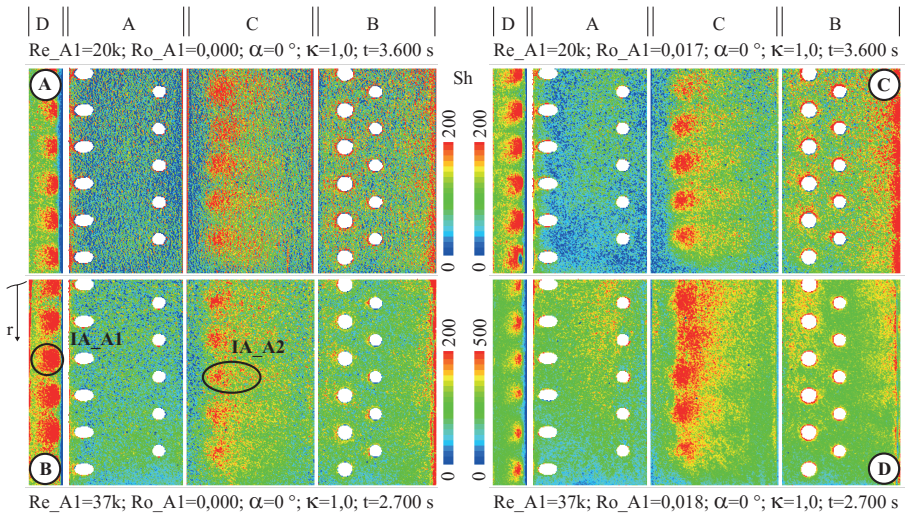 D A C B D A C B
Re_A1=20k; Ro_A1=0,000; α=0 °; κ=1,0; t=3.600 s
Re_A1=20k; Ro_A1=0,017; α=0 °; κ=1,0; t=3.600 s
A
Sh
C
200 200
0 0
r
IA_A1
IA_A2
200 500
0 0
B
D
Re_A1=37k; Ro_A1=0,000; α=0 °; κ=1,0; t=2.700 s
Re_A1=37k; Ro_A1=0,018; α=0 °; κ=1,0; t=2.700 s